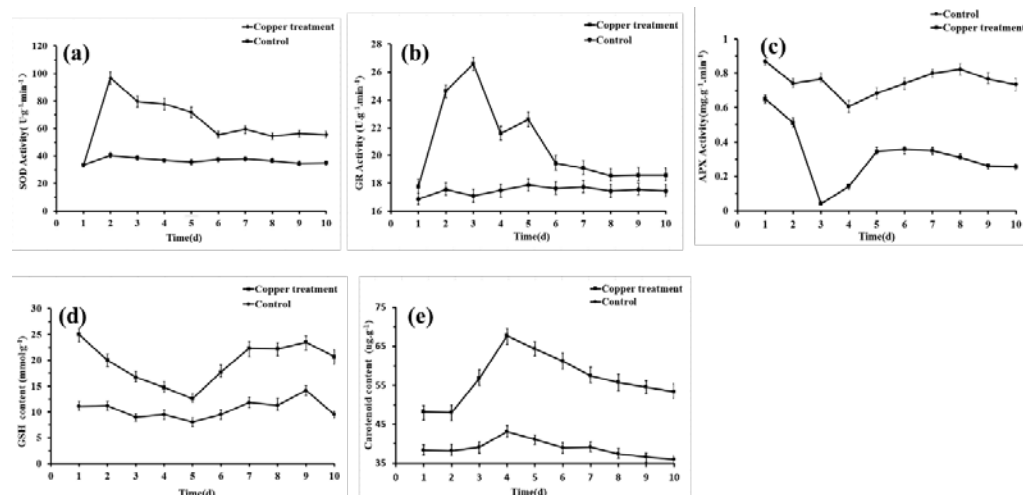 (a)
Copper treatment
Control
SOD Activity( U·g⁻¹·min⁻¹)
120
100
80
60
40
20
0
0 1 2 3 4 5 6 7 8 9 10
Time(d)
(b)
Copper treatment
Control
GR Activity (U·g⁻¹·min⁻¹)
28
26
24
22
20
18
16
0 1 2 3 4 5 6 7 8 9 10
Time(d)
(c)
Control
Copper treatment
APX Activity(mg.g⁻¹.min⁻¹)
1
0.8
0.6
0.4
0.2
0
0 1 2 3 4 5 6 7 8 9 10
Time(d)
(d)
Copper treatment
Control
GSH content (mmol·g⁻¹)
30
25
20
15
10
5
0
0 1 2 3 4 5 6 7 8 9 10
Time(d)
(e)
Copper treatment
Control
Carotenoid content (ug.g⁻¹)
75
65
55
45
35
0 1 2 3 4 5 6 7 8 9 10
Time(d)